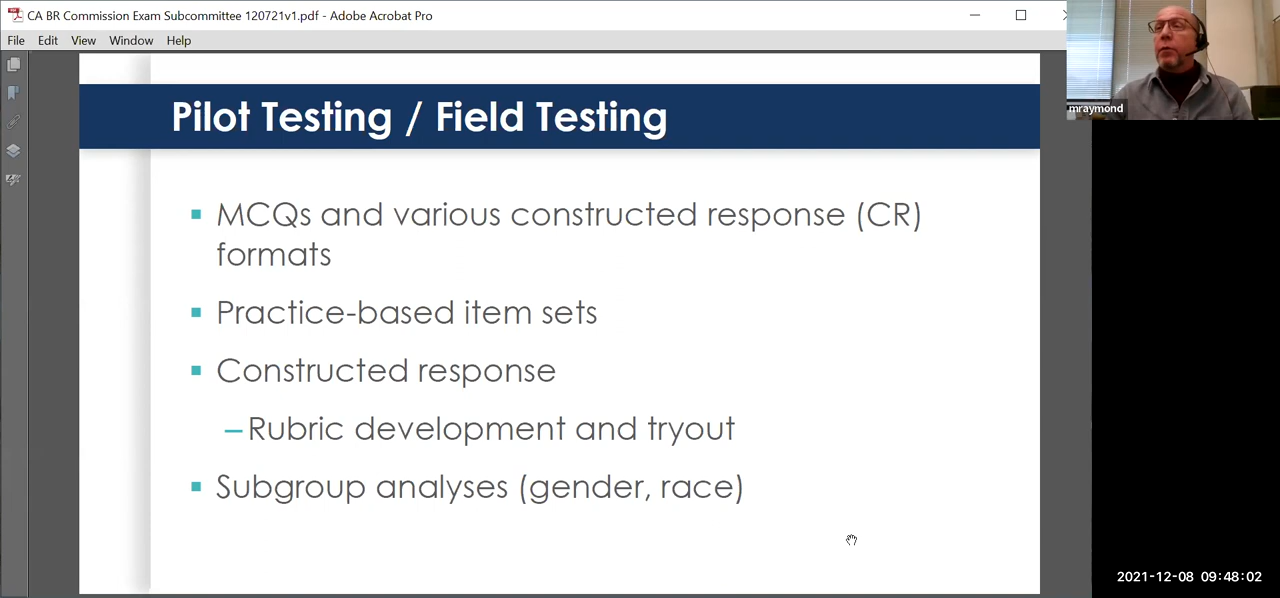 CA BR Commission Exam Subcommittee 120721v1.pdf - Adobe Acrobat Pro
File Edit View Window Help
mraymond
Pilot Testing / Field Testing
MCQs and various constructed response (CR)
formats
Practice-based item sets
Constructed response
–Rubric development and tryout
Subgroup analyses (gender, race)
2021-12-08 09:48:02